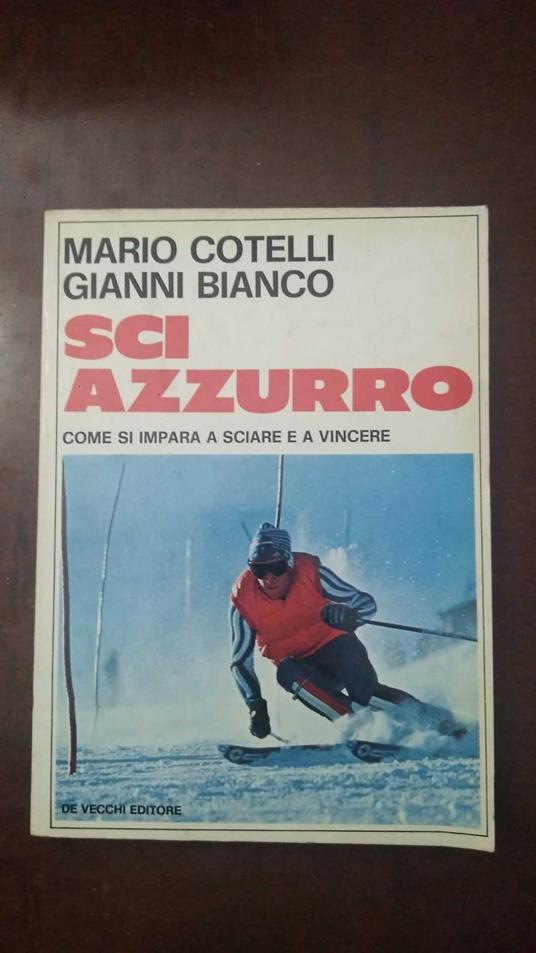 MARIO COTELLI
GIANNI BIANCO
SCI
AZZURRO
COME SI IMPARA A SCIARE E A VINCERE
DE VECCHI EDITORE